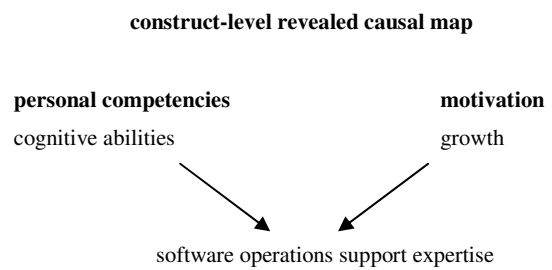 construct-level revealed causal map
personal competencies motivation
cognitive abilities growth
software operations support expertise